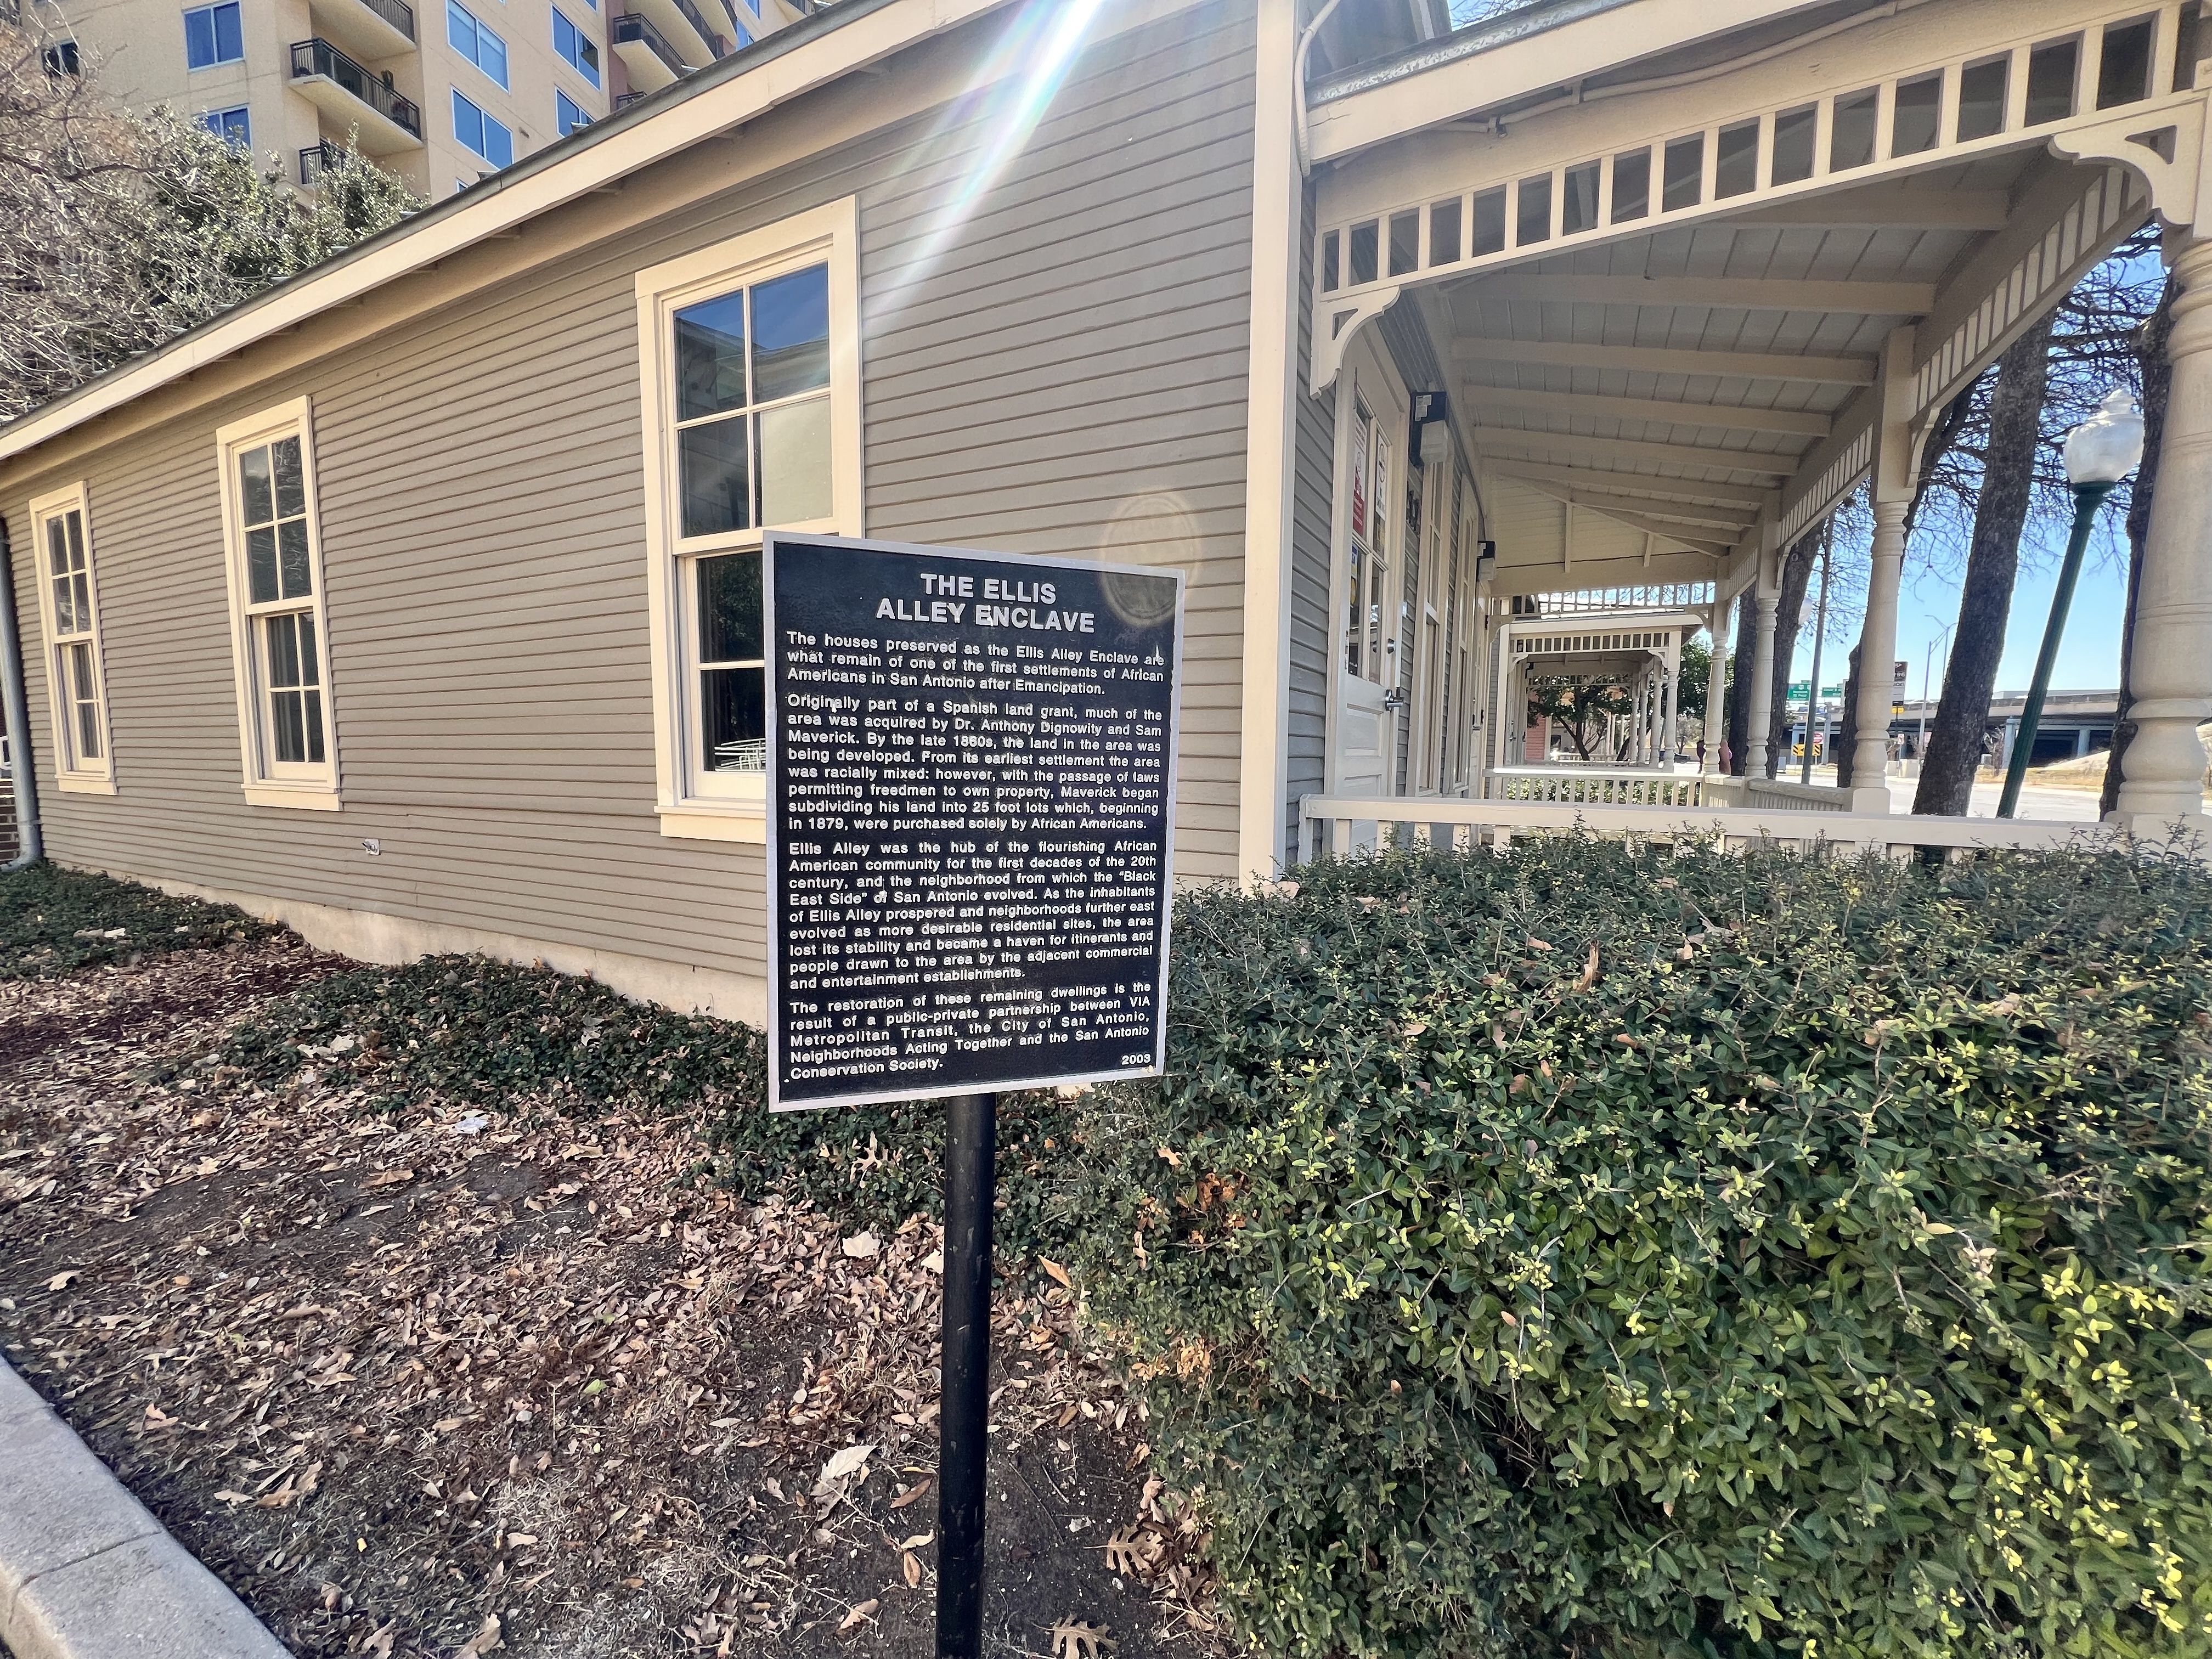 THE ELLIS
ALLEY ENCLAVE
The houses preserved as the Ellis Alley Enclave are
what remain of one of the first settlements of African
Americans in San Antonio after Emancipation.
Originally part of a Spanish land grant, much of the
area was acquired by Dr. Anthony Dignowity and Sam
Maverick. By the late 1860s, the land in the area was
being developed. From its earliest settlement the area
was racially mixed: however, with the passage of laws
permitting freedmen to own property, Maverick began
subdividing his land into 25 foot lots which, beginning
in 1879, were purchased solely by African Americans.
Ellis Alley was the hub of the flourishing African
American community for the first decades of the 20th
century, and the neighborhood from which the "Black
East Side" of San Antonio evolved. As the inhabitants
of Ellis Alley prospered and neighborhoods further east
evolved as more desirable residential sites, the area
lost its stability and became a haven for itinerants and
people drawn to the area by the adjacent commercial
and entertainment establishments.
The restoration of these remaining dwellings is the
result of a public-private partnership between VIA
Metropolitan Transit, the City of San Antonio,
Neighborhoods Acting Together and the San Antonio
Conservation Society.
2003